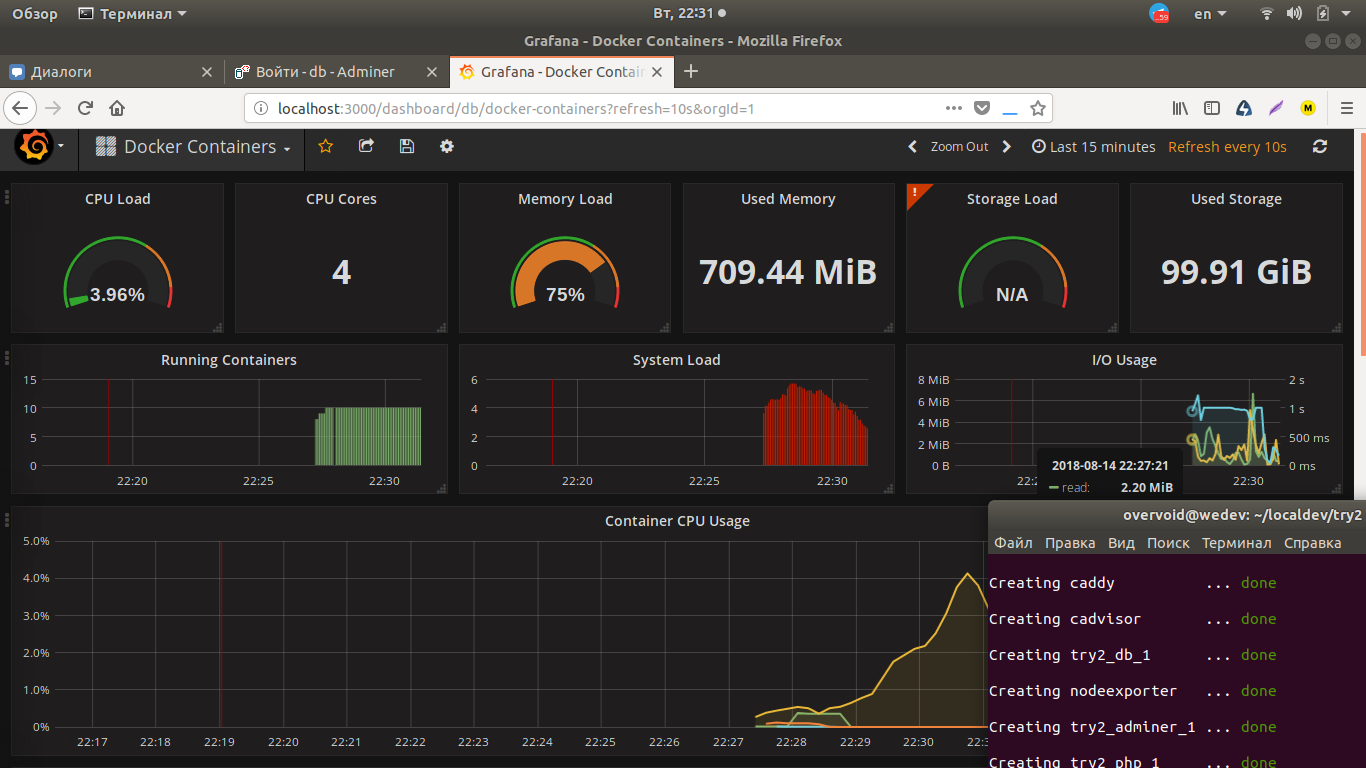 Обзор Терминал Вт, 22:31 59 en
Grafana - Docker Containers - Mozilla Firefox
Диалоги Войти - db - Adminer Grafana - Docker Contain
localhost:3000/dashboard/db/docker-containers?refresh=10s&orgId=1 M
Docker Containers Zoom Out Last 15 minutes Refresh every 10s
CPU Load CPU Cores Memory Load Used Memory ! Storage Load Used Storage
3.96% 4 75% 709.44 MiB N/A 99.91 GiB
Running Containers
15
10
5
0
22:20 22:25 22:30
System Load
6
4
2
0
22:20 22:25 22:30
I/O Usage
8 MiB 2 s
6 MiB 1 s
4 MiB
2 MiB 500 ms
0 B 0 ms
22:2 22:30
2018-08-14 22:27:21
read: 2.20 MiB
Container CPU Usage
5.0%
4.0%
3.0%
2.0%
1.0%
0%
22:17 22:18 22:19 22:20 22:21 22:22 22:23 22:24 22:25 22:26 22:27 22:28 22:29 22:30 22:3
overvoid@wedev: ~/localdev/try2
Файл Правка Вид Поиск Терминал Справка
Creating caddy ... done
Creating cadvisor ... done
Creating try2_db_1 ... done
Creating nodeexporter ... done
Creating try2_adminer_1 ... done
Creating try2_php_1 ... done